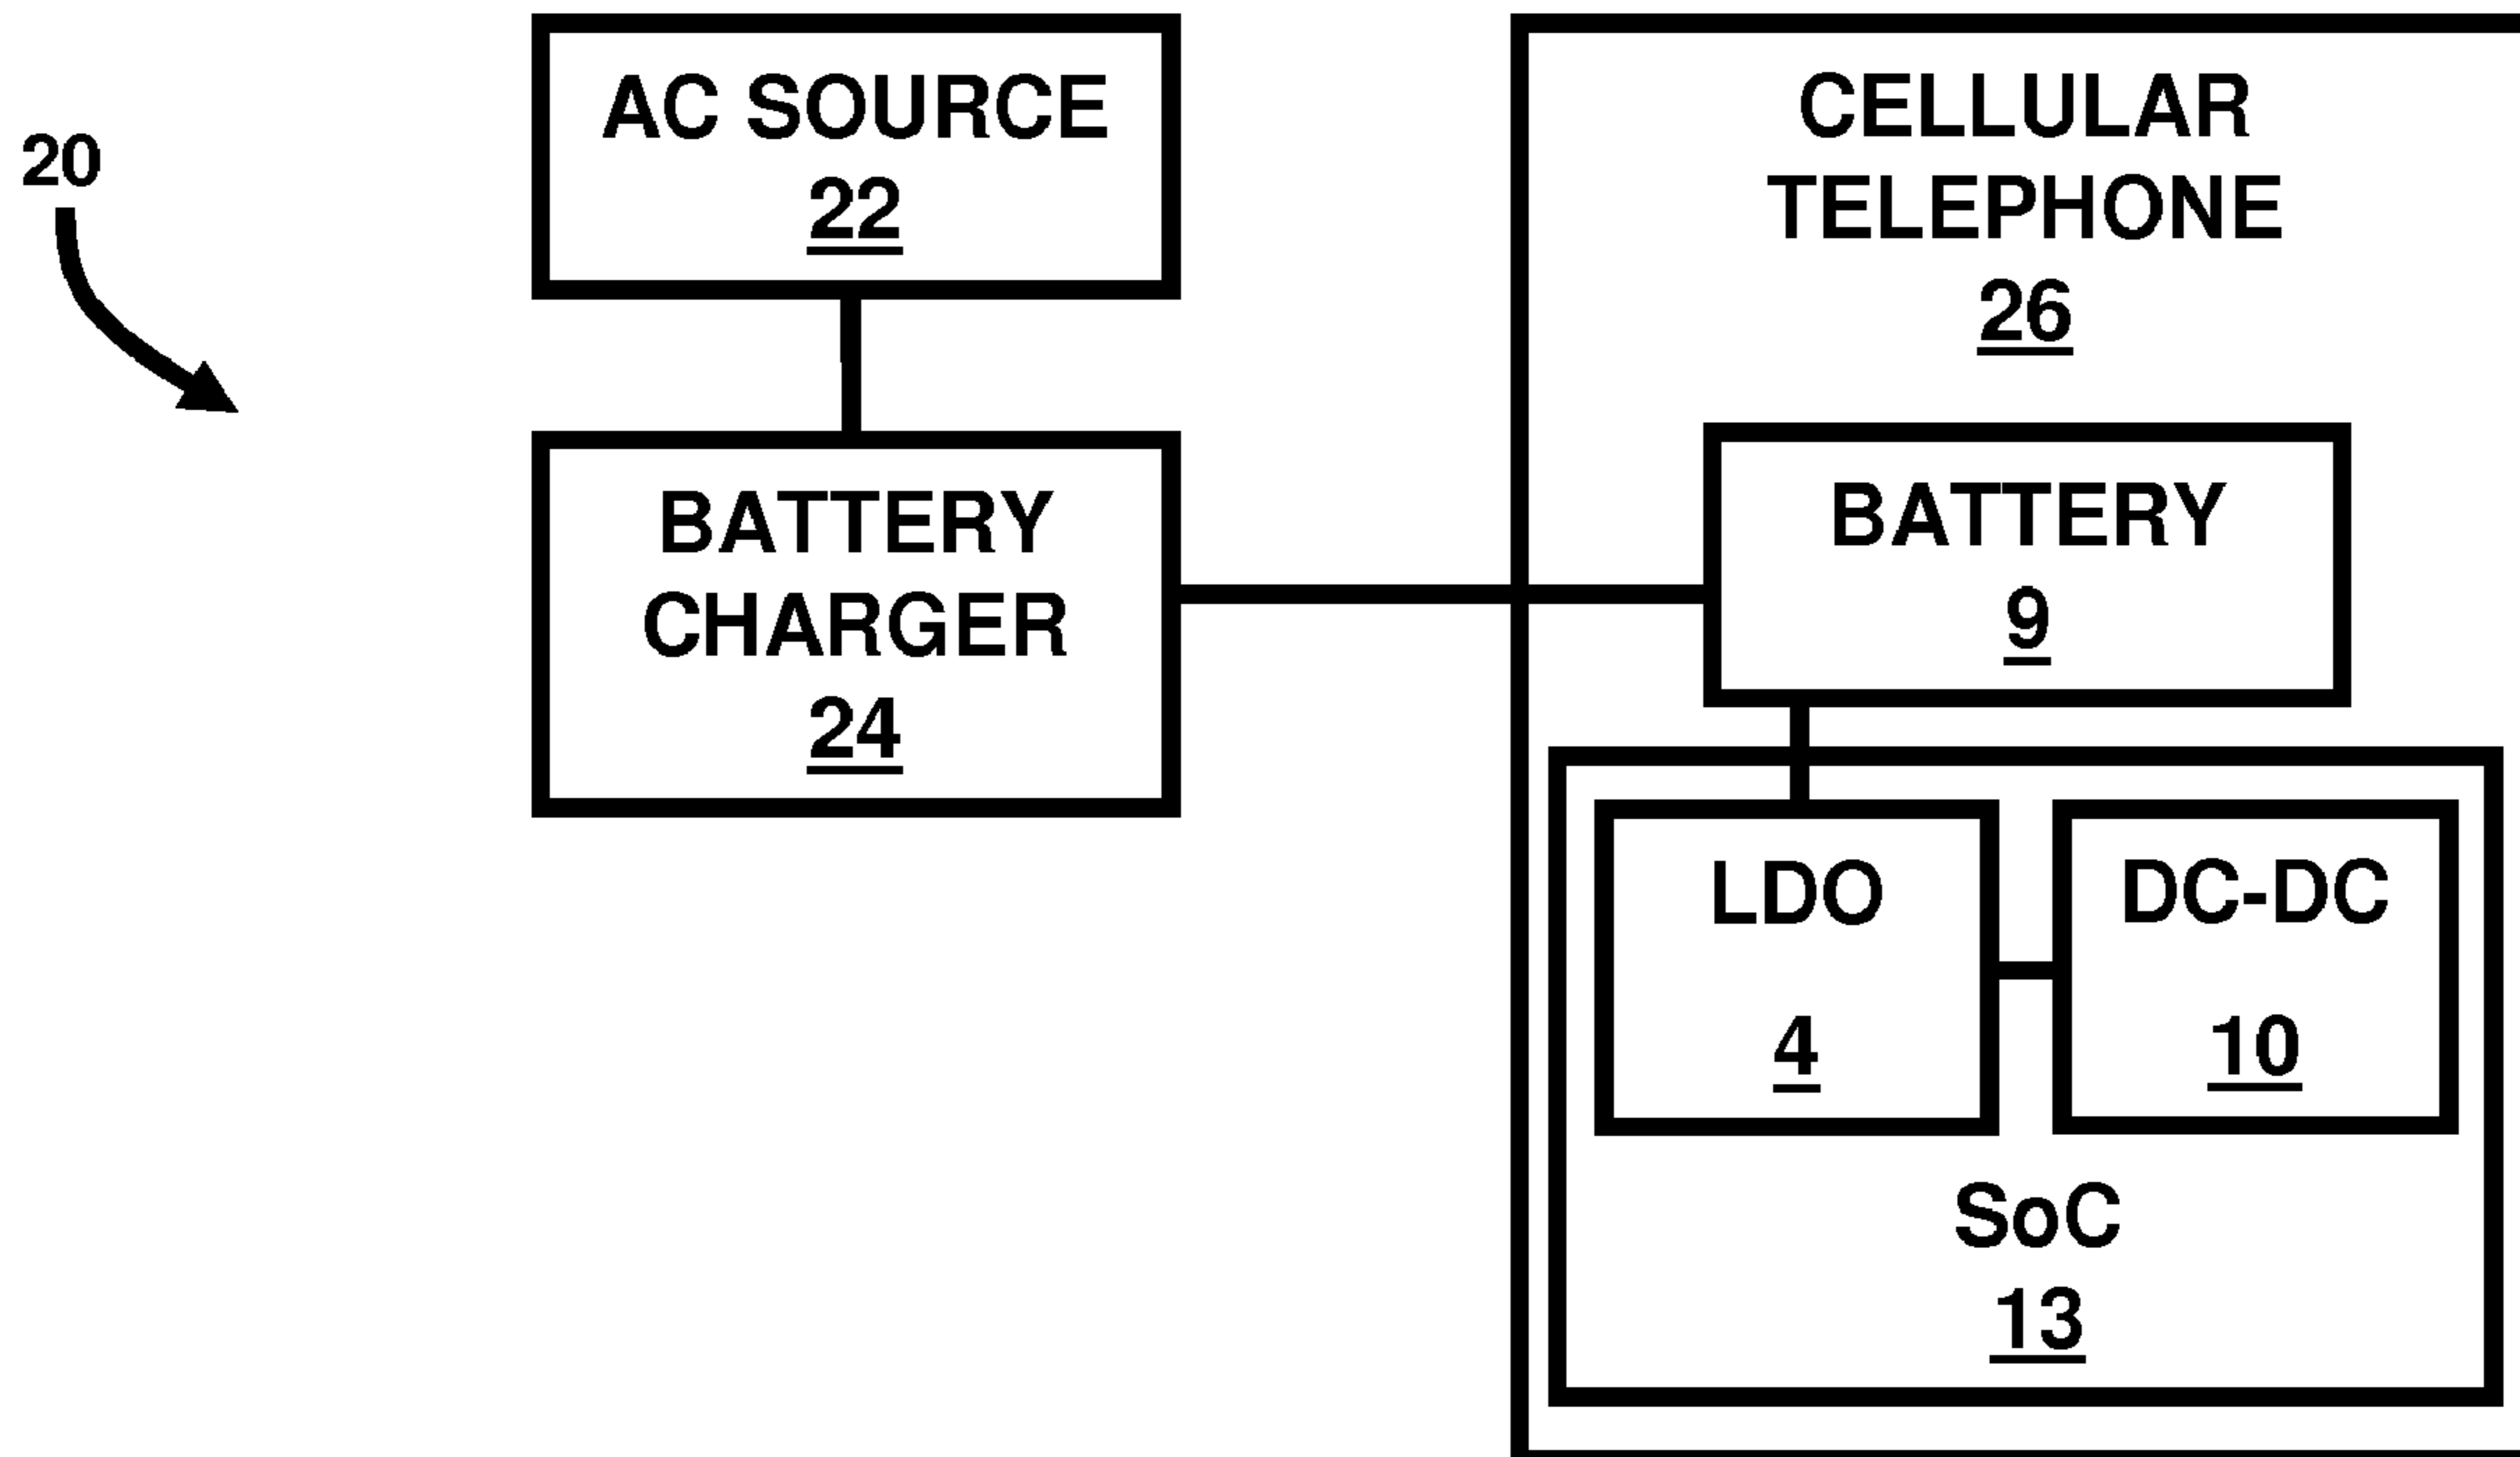 20
AC SOURCE
22
BATTERY
CHARGER
24
CELLULAR
TELEPHONE
26
BATTERY
9
LDO
4
DC-DC
10
SoC
13